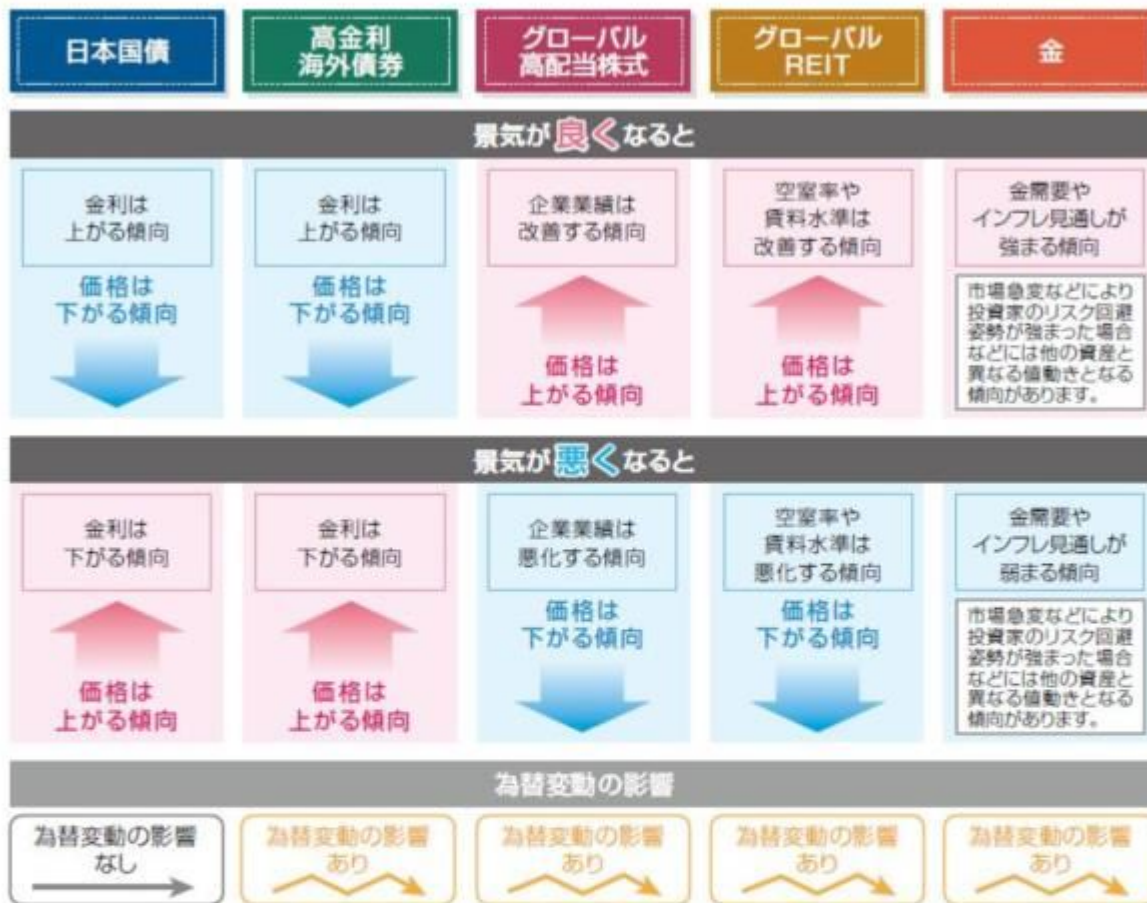 日本国債
高金利
海外債券
グローバル
高配当株式
グローバル
REIT
金
景気が良くなると
金利は
上がる傾向
価格は
下がる傾向
金利は
上がる傾向
価格は
下がる傾向
企業業績は
改善する傾向
価格は
上がる傾向
空室率や
賃料水準は
改善する傾向
価格は
上がる傾向
金需要や
インフレ見通しが
強まる傾向
市場急変などにより
投資家のリスク回避
姿勢が強まった場合
などには他の資産と
異なる値動きとなる
傾向があります。
景気が悪くなると
金利は
下がる傾向
価格は
上がる傾向
金利は
下がる傾向
価格は
上がる傾向
企業業績は
悪化する傾向
価格は
下がる傾向
空室率や
賃料水準は
悪化する傾向
価格は
下がる傾向
金需要や
インフレ見通しが
弱まる傾向
市場急変などにより
投資家のリスク回避
姿勢が強まった場合
などには他の資産と
異なる値動きとなる
傾向があります。
為替変動の影響
為替変動の影響
なし
為替変動の影響
あり
為替変動の影響
あり
為替変動の影響
あり
為替変動の影響
あり